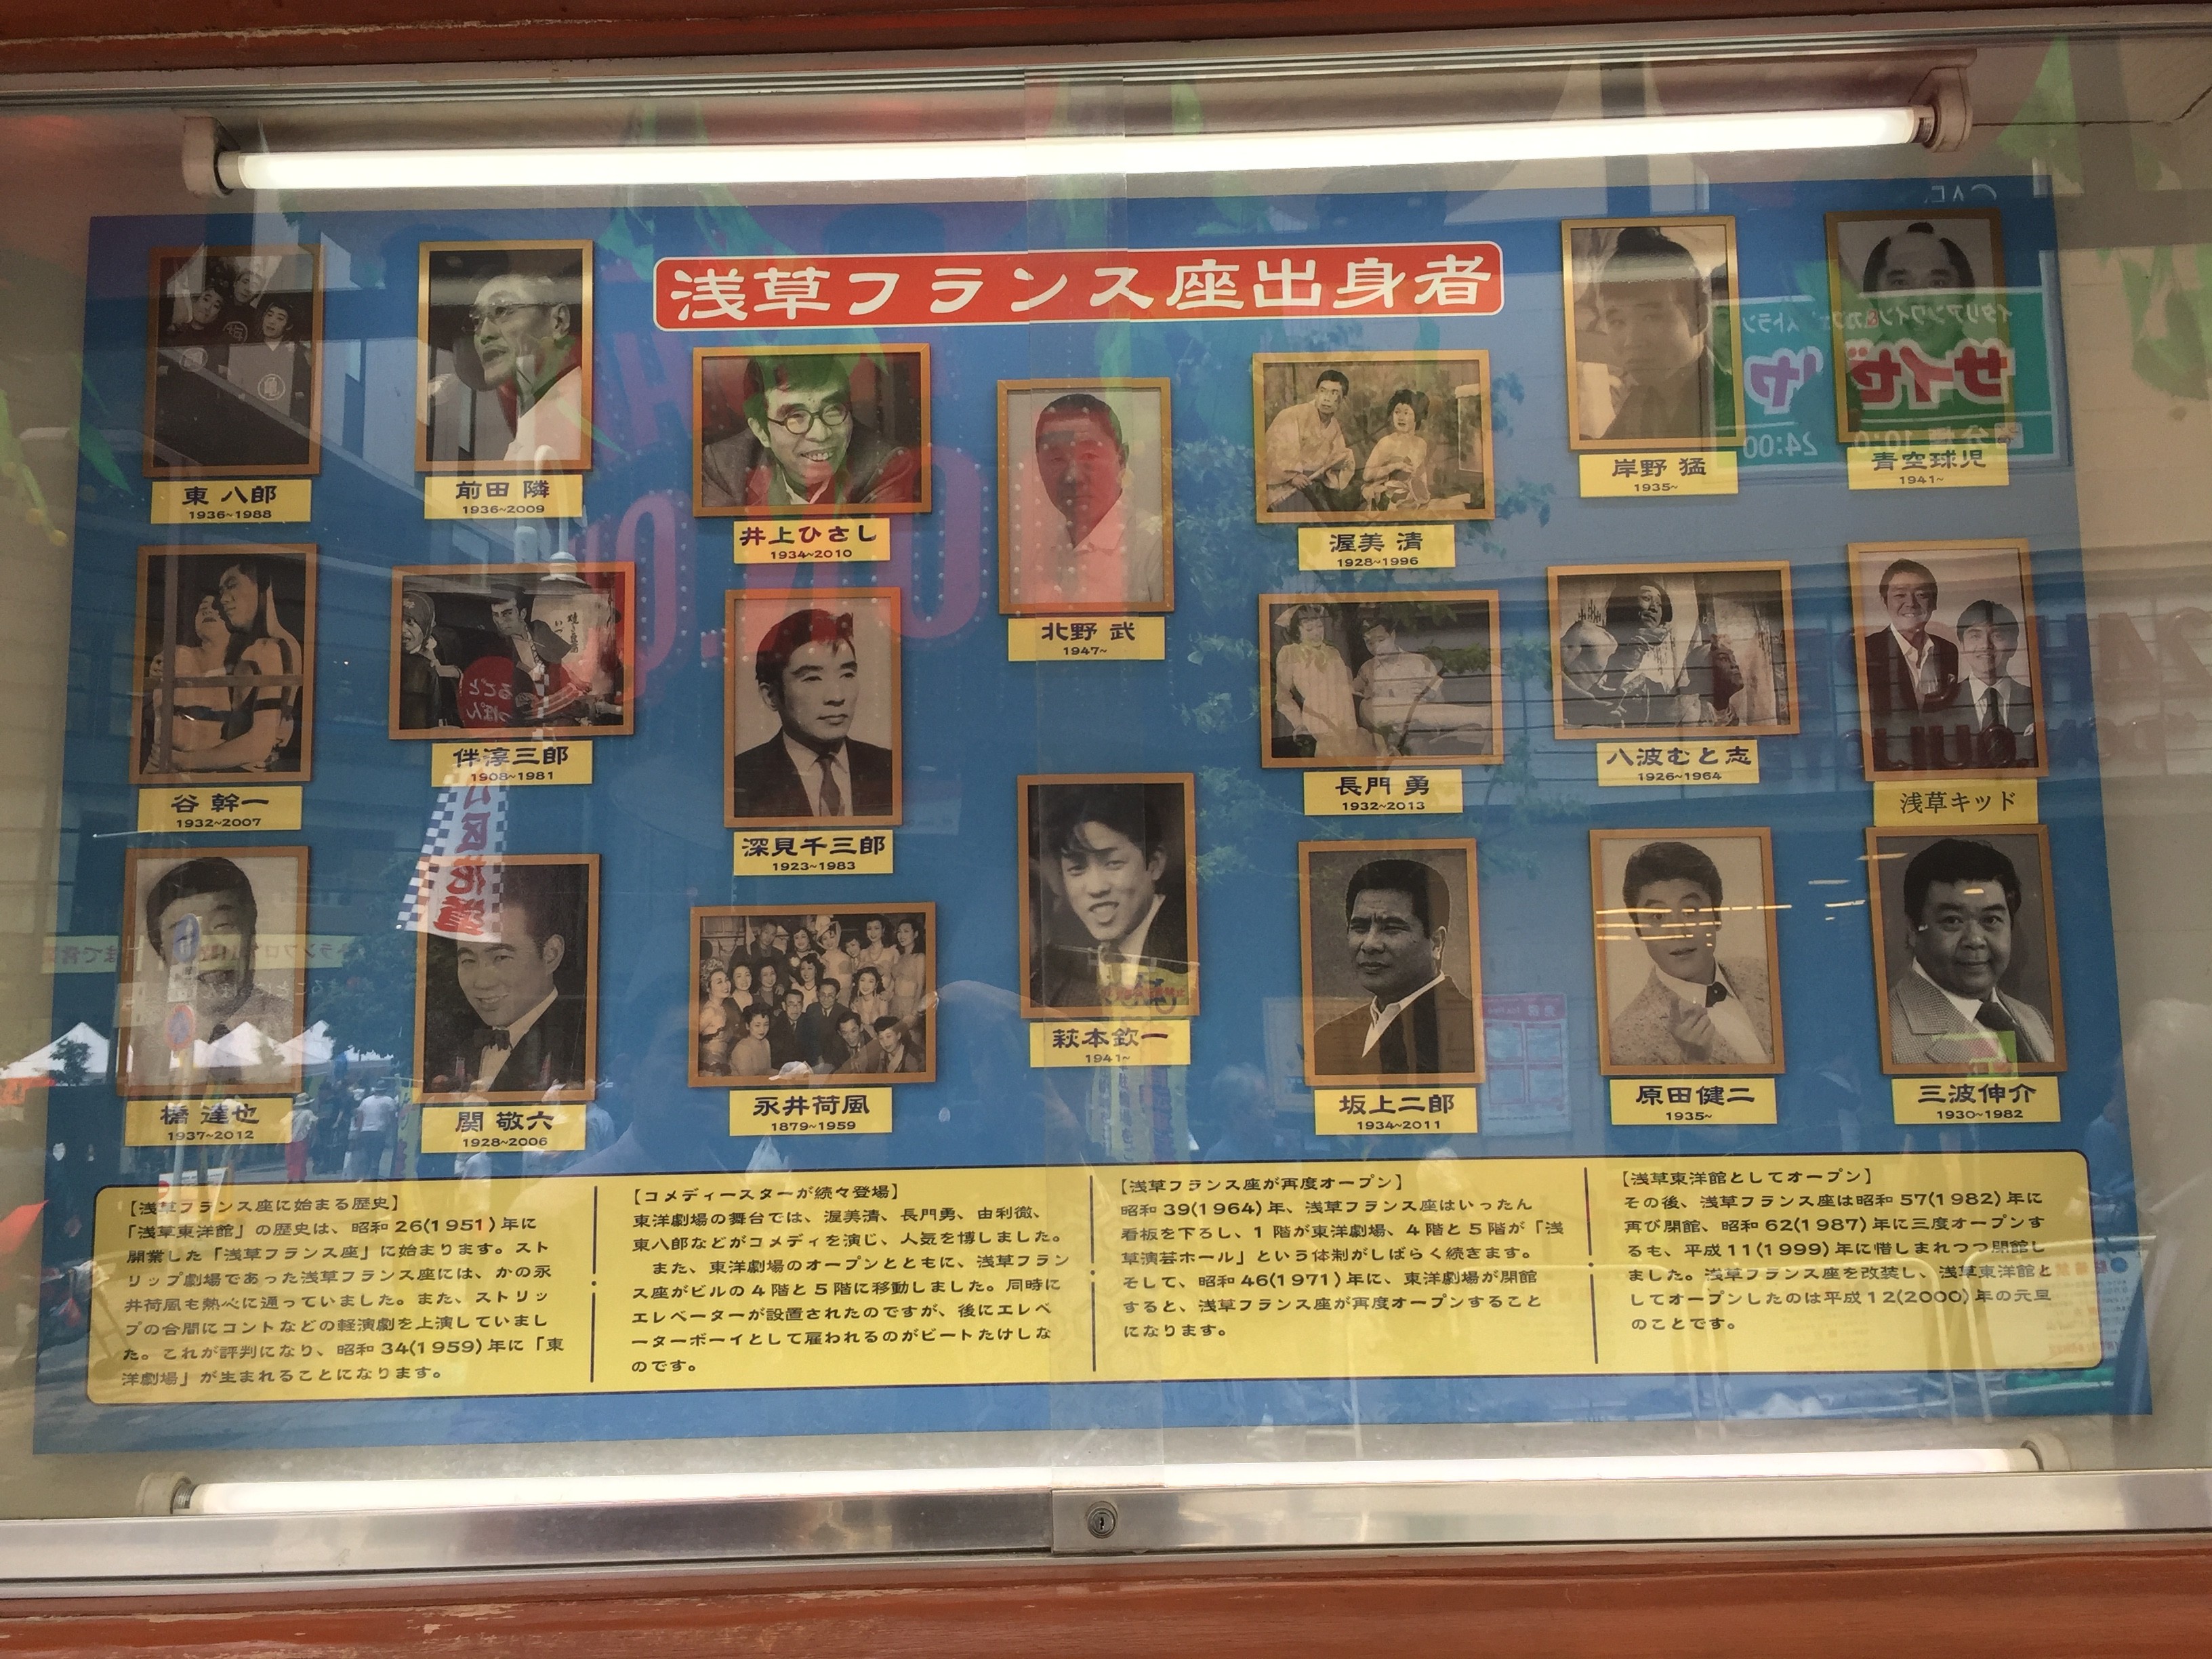 浅草フランス座出身者
東 八郎
1936~1988
前田 隣
1936~2009
井上ひさし
1934~2010
北野 武
1947~
渥美 清
1928~1996
岸野 猛
1935~
青空球児
1941~
谷 幹一
1932~2007
伴淳三郎
1908~1981
深見千三郎
1923~1983
長門 勇
1932~2013
八波むと志
1926~1964
浅草キッド
橘 達也
1937~2012
関 敬六
1928~2006
永井荷風
1879~1959
萩本欽一
1941~
坂上二郎
1934~2011
原田健二
1935~
三波伸介
1930~1982
【浅草フランス座に始まる歴史】
「浅草東洋館」の歴史は、昭和26(1951)年に
開業した「浅草フランス座」に始まります。スト
リップ劇場であった浅草フランス座には、かの永
井荷風も熱心に通っていました。また、ストリッ
プの合間にコントなどの軽演劇を上演していまし
た。これが評判になり、昭和34(1959)年に「東
洋劇場」が生まれることになります。
【コメディースターが続々登場】
東洋劇場の舞台では、渥美清、長門勇、由利徹、
東八郎などがコメディを演じ、人気を博しました。
また、東洋劇場のオープンとともに、浅草フラン
ス座がビルの4階と5階に移動しました。同時に
エレベーターが設置されたのですが、後にエレベ
ーターボーイとして雇われるのがビートたけしな
のです。
【浅草フランス座が再度オープン】
昭和39(1964)年、浅草フランス座はいったん
看板を下ろし、1階が東洋劇場、4階と5階が「浅
草演芸ホール」という体制がしばらく続きます。
そして、昭和46(1971)年に、東洋劇場が閉館
すると、浅草フランス座が再度オープンすること
になります。
【浅草東洋館としてオープン】
その後、浅草フランス座は昭和57(1982)年に
再び閉館、昭和62(1987)年に三度オープンす
るも、平成11(1999)年に惜しまれつつ閉館し
ました。浅草フランス座を改装し、浅草東洋館と
してオープンしたのは平成12(2000)年の元旦
のことです。
サイゼ
24:00